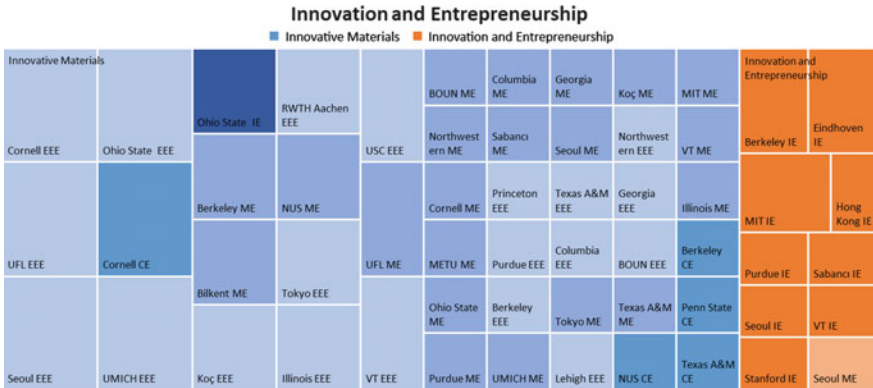 Innovation and Entrepreneurship
Innovative Materials
Innovation and Entrepreneurship
Innovative Materials
Cornell EEE
Ohio State EEE
UFL EEE
Cornell CE
Seoul EEE
UMICH EEE
Ohio State IE
RWTH Aachen
EEE
Berkeley ME
NUS ME
Bilkent ME
Tokyo EEE
Koç EEE
Illinois EEE
USC EEE
UFL ME
VT EEE
BOUN ME
Columbia
ME
Georgia
ME
Koç ME
MIT ME
Northwest
ern ME
Sabancı
ME
Seoul ME
Northwest
ern EEE
VT ME
Cornell ME
Princeton
EEE
Texas A&M
EEE
Georgia
EEE
Illinois ME
METU ME
Purdue EEE
Columbia
EEE
BOUN EEE
Berkeley
CE
Ohio State
ME
Berkeley
EEE
Tokyo ME
Texas A&M
ME
Penn State
CE
Purdue ME
UMICH ME
Lehigh EEE
NUS CE
Texas A&M
CE
Innovation and
Entrepreneurship
Berkeley IE
Eindhoven
IE
MIT IE
Hong
Kong IE
Purdue IE
Sabancı IE
Seoul IE
VT IE
Stanford IE
Seoul ME